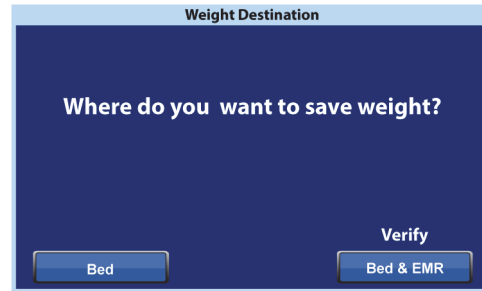 Weight Destination
Where do you want to save weight?
Verify
Bed
Bed & EMR